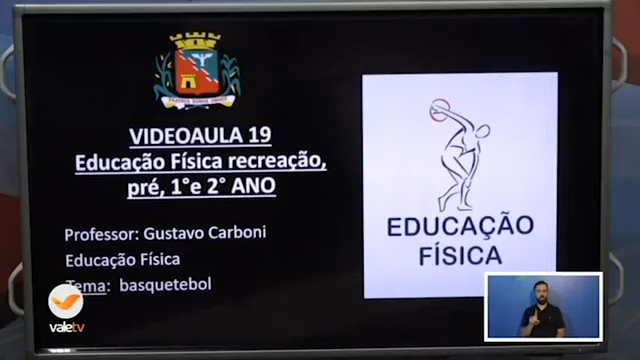 VIDEOAULA 19
Educação Física recreação,
pré, 1°e 2° ANO
Professor: Gustavo Carboni
Educação Física
Tema: basquetebol
EDUCAÇÃO
FÍSICA
valetv